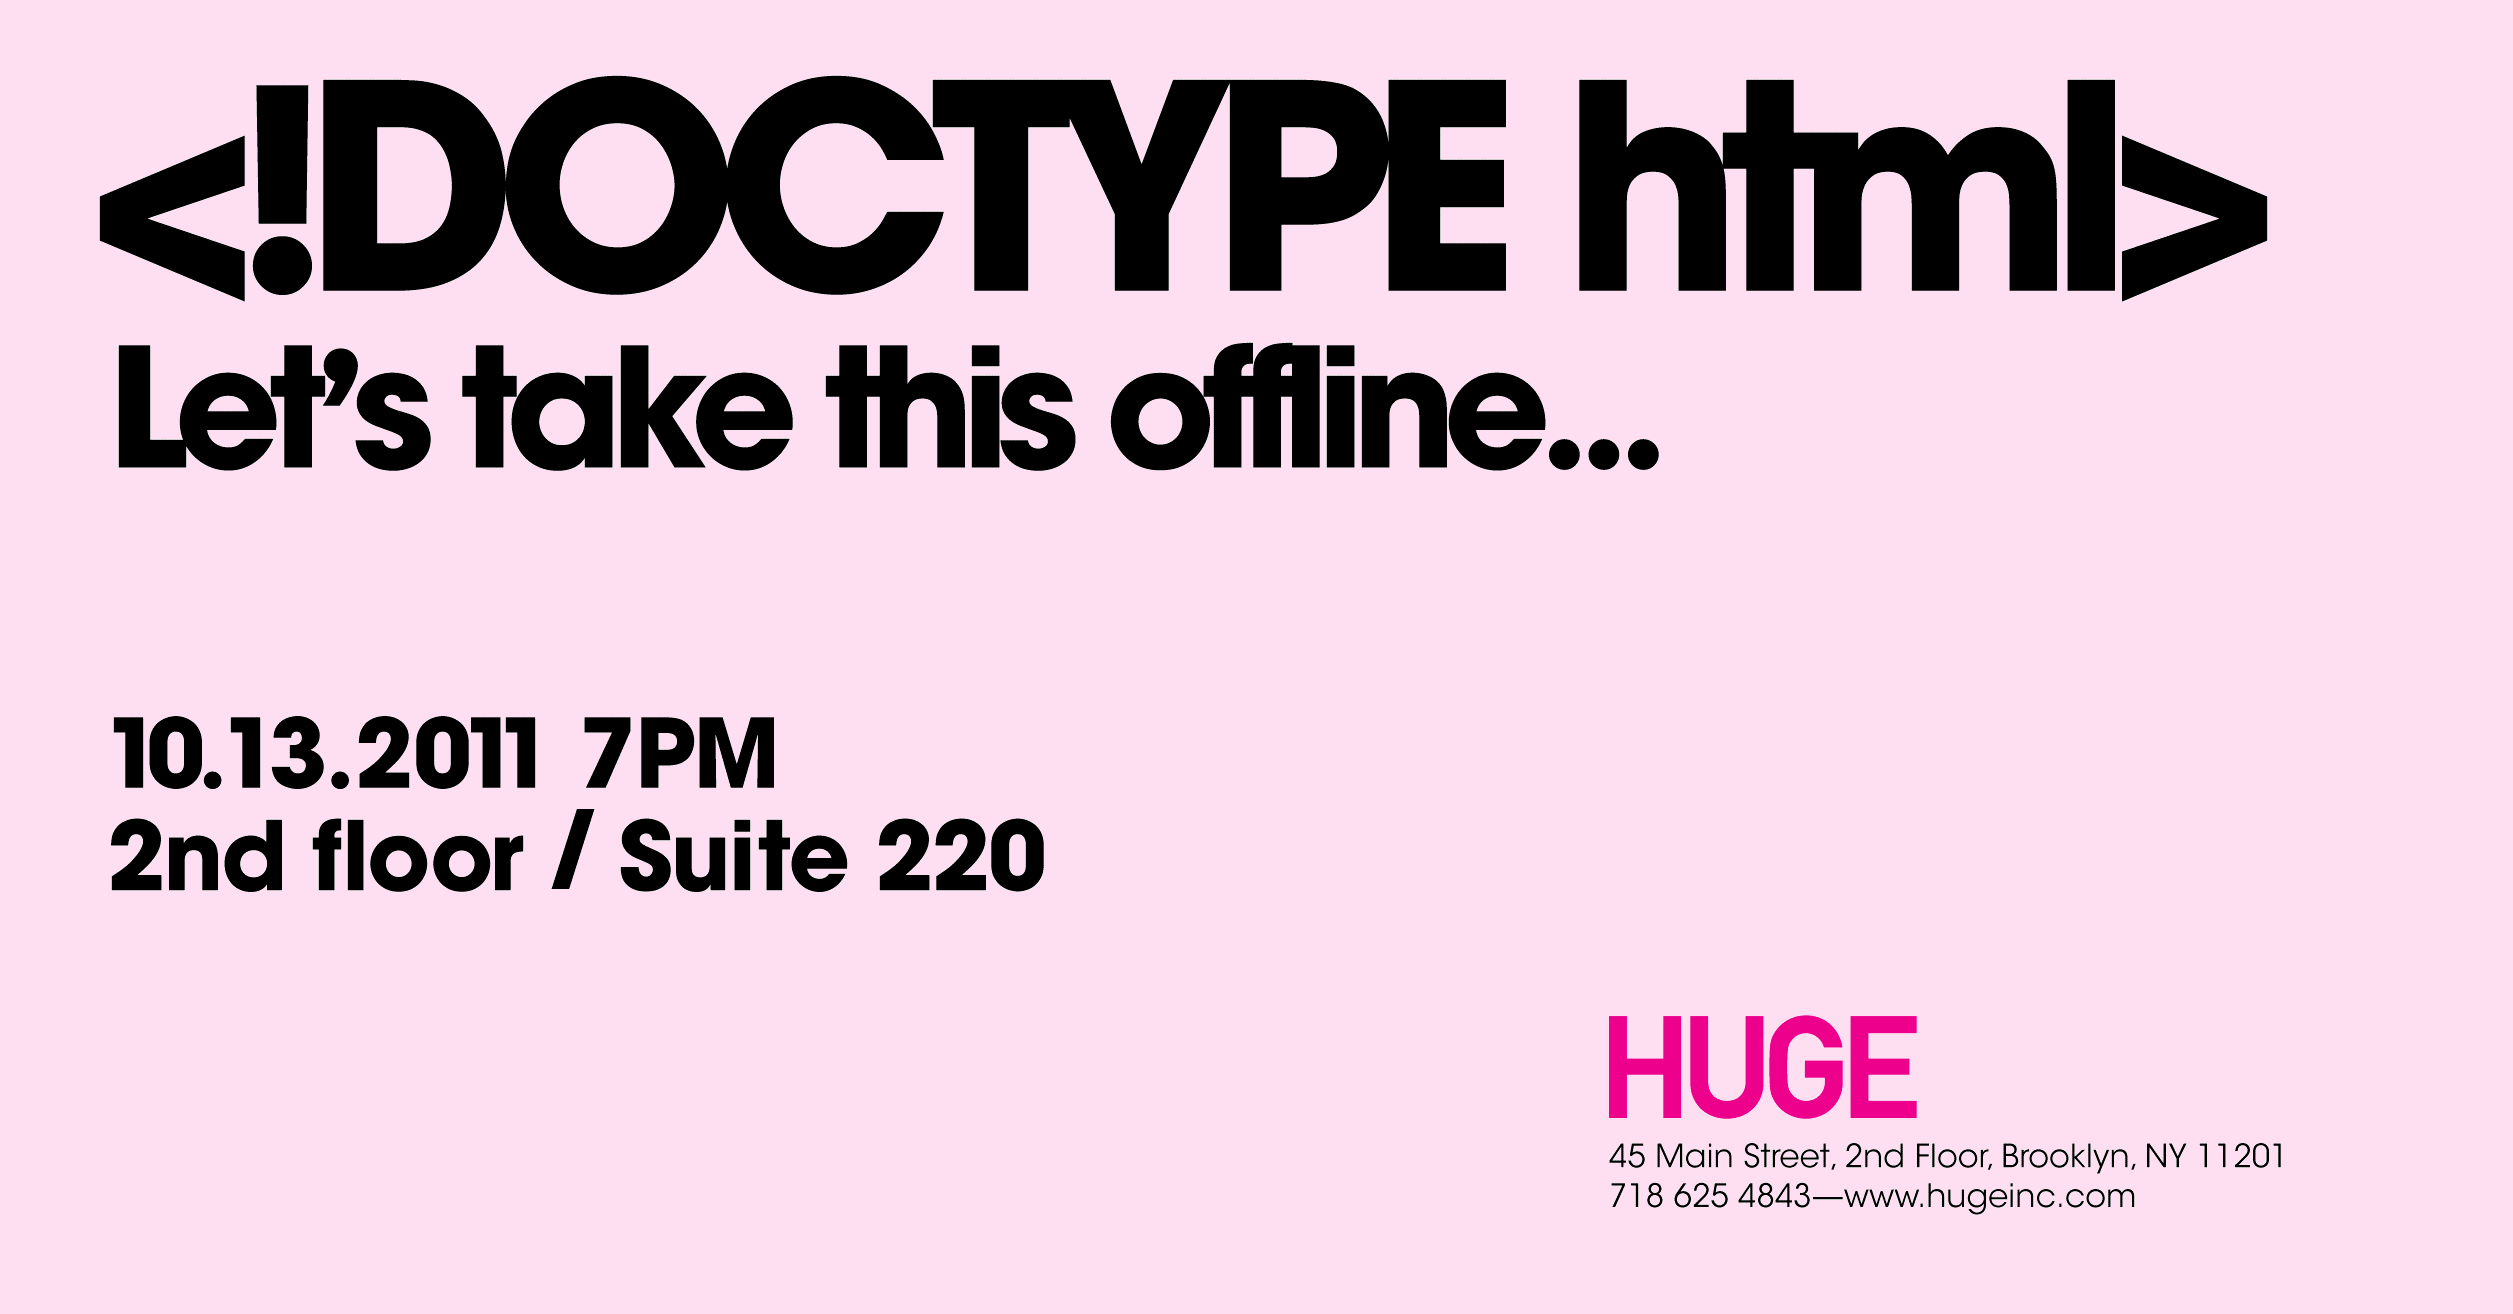 <!DOCTYPE html>
Let’s take this offline...
10.13.2011 7PM
2nd floor / Suite 220
HUGE
45 Main Street, 2nd Floor, Brooklyn, NY 11201
718 625 4843—www.hugeinc.com